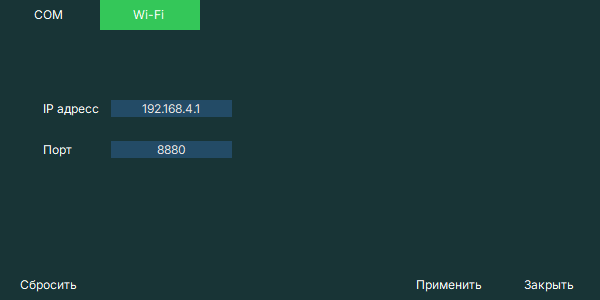 COM Wi-Fi
IP адресс 192.168.4.1
Порт 8880
Сбросить Применить Закрыть